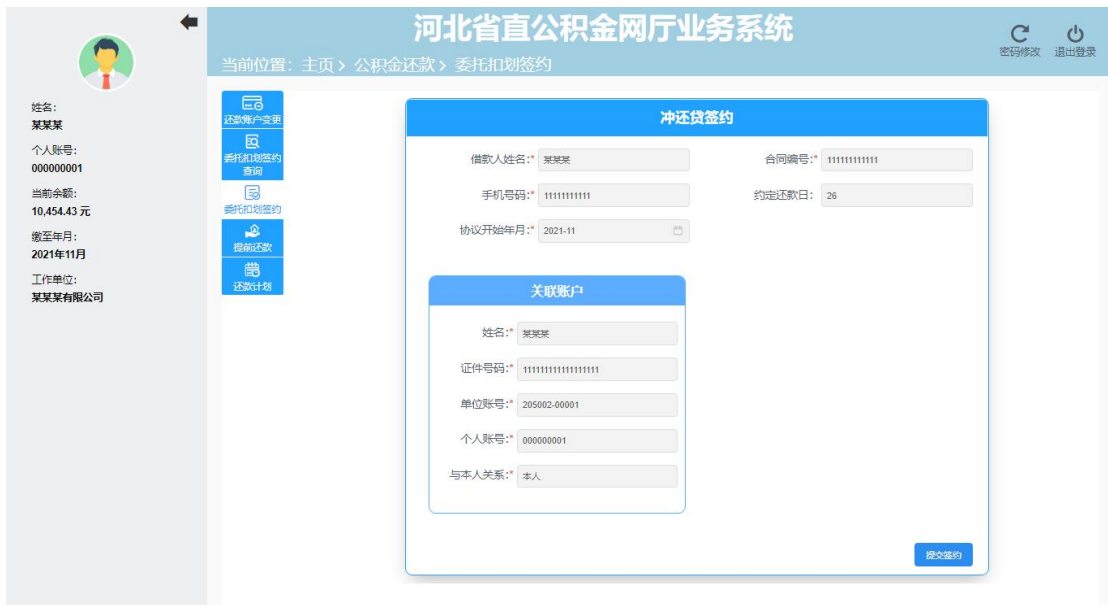 河北省直公积金网厅业务系统
密码修改
退出登录
当前位置：主页 > 公积金还款 > 委托扣划签约
姓名：
某某某
个人账号：
000000001
当前余额：
10,454.43 元
缴至年月：
2021年11月
工作单位：
某某某有限公司
还款账户变更
委托扣划签约
查询
委托扣划签约
提前还款
还款计划
冲还贷签约
借款人姓名:* 某某某
合同编号:* 111111111111
手机号码:* 11111111111
约定还款日: 26
协议开始年月:* 2021-11
关联账户
姓名:* 某某某
证件号码:* 111111111111111111
单位账号:* 205002-00001
个人账号:* 000000001
与本人关系:* 本人
提交签约